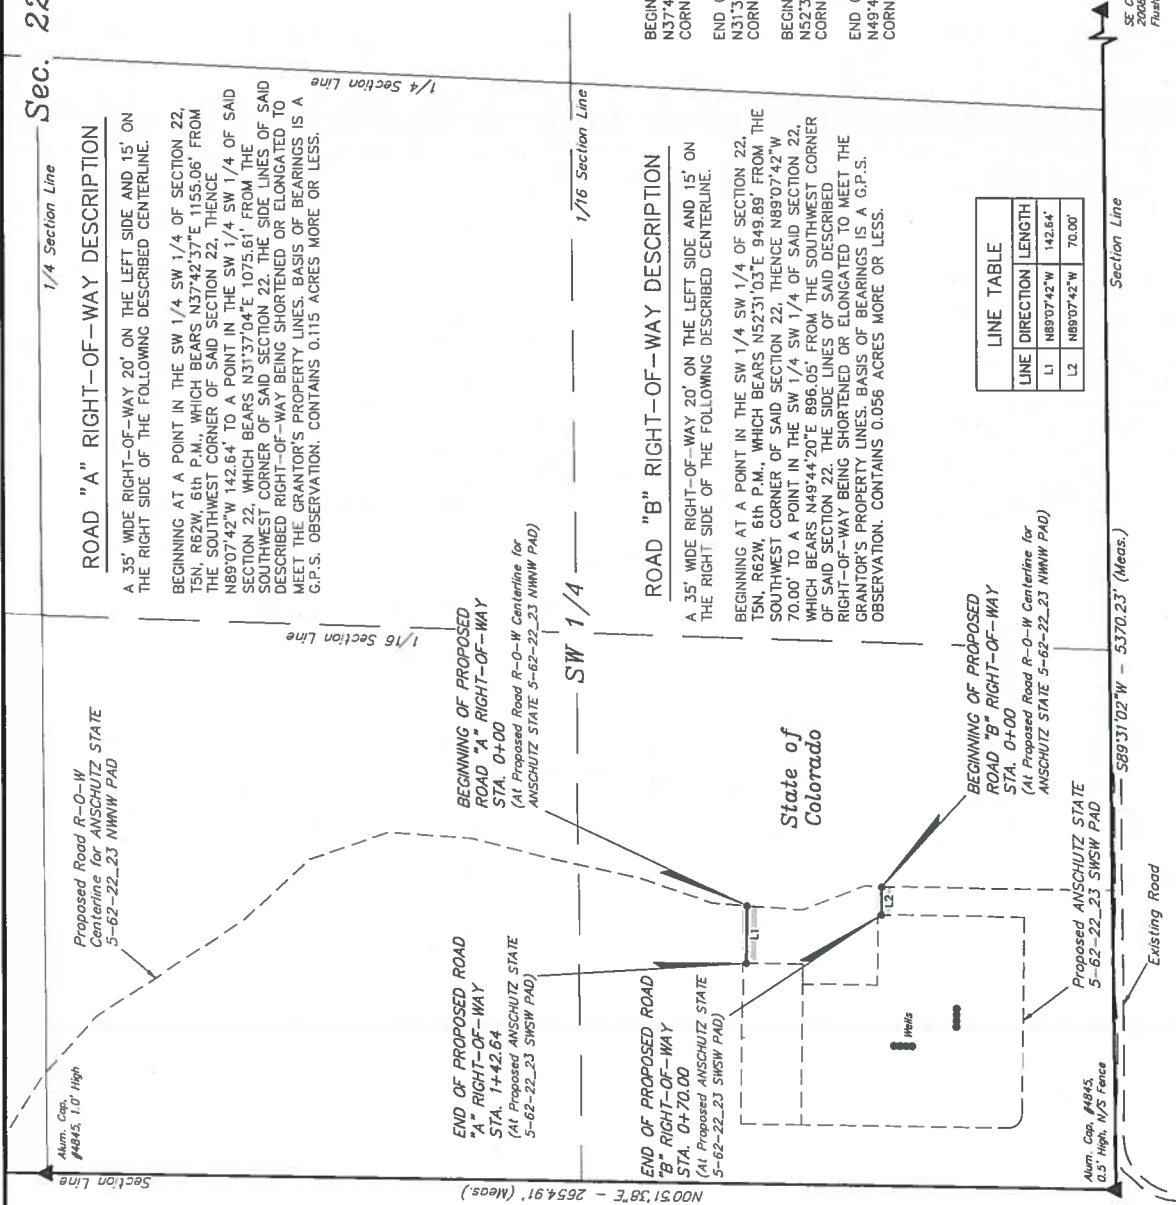 1/4 Section Line
Sec. 22
Proposed Road R-O-W
Centerline for ANSCHUTZ STATE
5-62-22_23 NWNW PAD
Alum. Cap,
#4845, 1.0' High
Section Line
ROAD "A" RIGHT-OF-WAY DESCRIPTION
A 35' WIDE RIGHT-OF-WAY 20' ON THE LEFT SIDE AND 15' ON
THE RIGHT SIDE OF THE FOLLOWING DESCRIBED CENTERLINE.
BEGINNING AT A POINT IN THE SW 1/4 SW 1/4 OF SECTION 22,
T5N, R62W, 6th P.M., WHICH BEARS N37°42'37"E 1155.06' FROM
THE SOUTHWEST CORNER OF SAID SECTION 22, THENCE
N89°07'42"W 142.64' TO A POINT IN THE SW 1/4 SW 1/4 OF SAID
SECTION 22, WHICH BEARS N31°37'04"E 1075.61' FROM THE
SOUTHWEST CORNER OF SAID SECTION 22. THE SIDE LINES OF SAID
DESCRIBED RIGHT-OF-WAY BEING SHORTENED OR ELONGATED TO
MEET THE GRANTOR'S PROPERTY LINES. BASIS OF BEARINGS IS A
G.P.S. OBSERVATION. CONTAINS 0.115 ACRES MORE OR LESS.
1/4 Section Line
1/16 Section Line
1/16 Section Line
SW 1/4
BEGINNING OF PROPOSED
ROAD "A" RIGHT-OF-WAY
STA. 0+00
(At Proposed Road R-O-W Centerline for
ANSCHUTZ STATE 5-62-22_23 NWNW PAD)
END OF PROPOSED ROAD
"A" RIGHT-OF-WAY
STA. 1+42.64
(At Proposed ANSCHUTZ STATE
5-62-22_23 SWSW PAD)
N00°51'38"E - 2654.91' (Meas.)
ROAD "B" RIGHT-OF-WAY DESCRIPTION
A 35' WIDE RIGHT-OF-WAY 20' ON THE LEFT SIDE AND 15' ON
THE RIGHT SIDE OF THE FOLLOWING DESCRIBED CENTERLINE.
BEGINNING AT A POINT IN THE SW 1/4 SW 1/4 OF SECTION 22,
T5N, R62W, 6th P.M., WHICH BEARS N52°31'03"E 949.89' FROM THE
SOUTHWEST CORNER OF SAID SECTION 22, THENCE N89°07'42"W
70.00' TO A POINT IN THE SW 1/4 SW 1/4 OF SAID SECTION 22,
WHICH BEARS N49°44'20"E 896.05' FROM THE SOUTHWEST CORNER
OF SAID SECTION 22. THE SIDE LINES OF SAID DESCRIBED
RIGHT-OF-WAY BEING SHORTENED OR ELONGATED TO MEET THE
GRANTOR'S PROPERTY LINES. BASIS OF BEARINGS IS A G.P.S.
OBSERVATION. CONTAINS 0.056 ACRES MORE OR LESS.
END OF PROPOSED ROAD
"B" RIGHT-OF-WAY
STA. 0+70.00
(At Proposed ANSCHUTZ STATE
5-62-22_23 SWSW PAD)
L1
State of
Colorado
L2
BEGINNING OF PROPOSED
ROAD "B" RIGHT-OF-WAY
STA. 0+00
(At Proposed Road R-O-W Centerline for
ANSCHUTZ STATE 5-62-22_23 NWNW PAD)
Wells
Proposed ANSCHUTZ STATE
5-62-22_23 SWSW PAD
Alum. Cap, #4845,
0.5' High, N/S Fence
Existing Road
S89°31'02"W - 5370.23' (Meas.)
Section Line
LINE TABLE
LINE DIRECTION LENGTH
L1 N89°07'42"W 142.64'
L2 N89°07'42"W 70.00'
BEGIN
N37°4
CORN
END
N31°3
CORN
BEGIN
N52°3
CORN
END
N49°4
CORN
SE C
2008
Flush